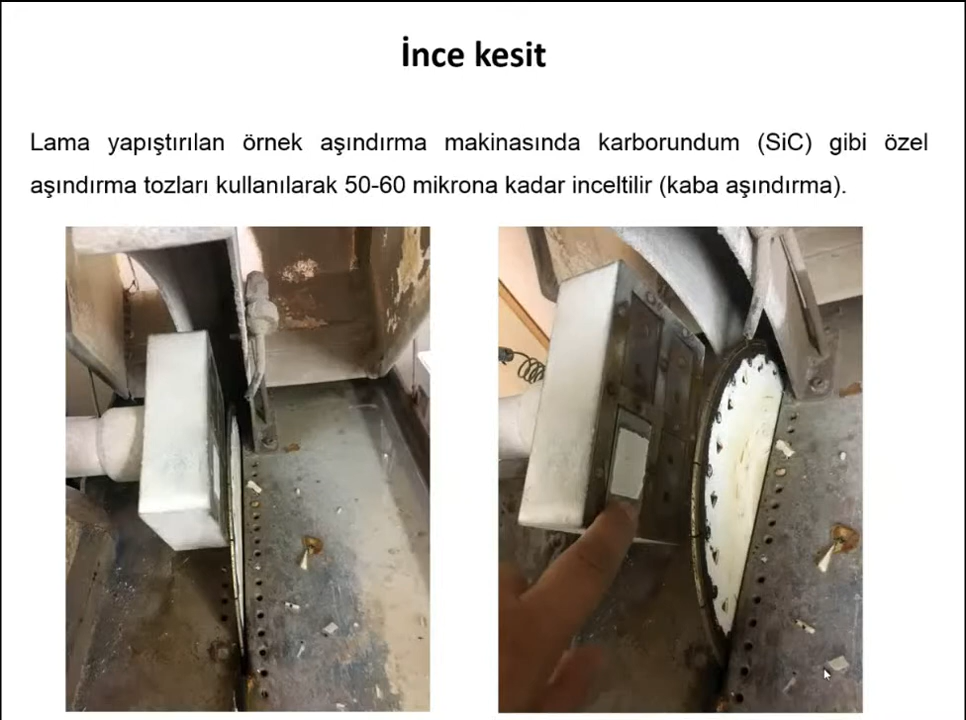 İnce kesit
Lama yapıştırılan örnek aşındırma makinasında karborundum (SiC) gibi özel
aşındırma tozları kullanılarak 50-60 mikrona kadar inceltilir (kaba aşındırma).